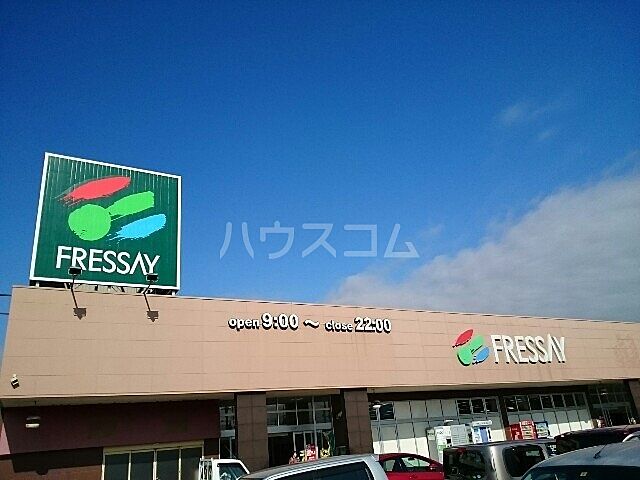 FRESSAY
ハウスコム
open 9:00 ～ close 22:00
FRESSAY